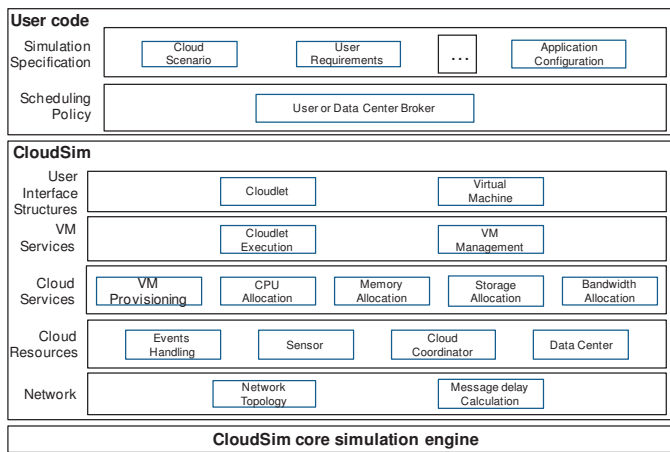 User code
Simulation
Specification
Cloud
Scenario
User
Requirements
...
Application
Configuration
Scheduling
Policy
User or Data Center Broker
CloudSim
User
Interface
Structures
Cloudlet
Virtual
Machine
VM
Services
Cloudlet
Execution
VM
Management
Cloud
Services
VM
Provisioning
CPU
Allocation
Memory
Allocation
Storage
Allocation
Bandwidth
Allocation
Cloud
Resources
Events
Handling
Sensor
Cloud
Coordinator
Data Center
Network
Network
Topology
Message delay
Calculation
CloudSim core simulation engine